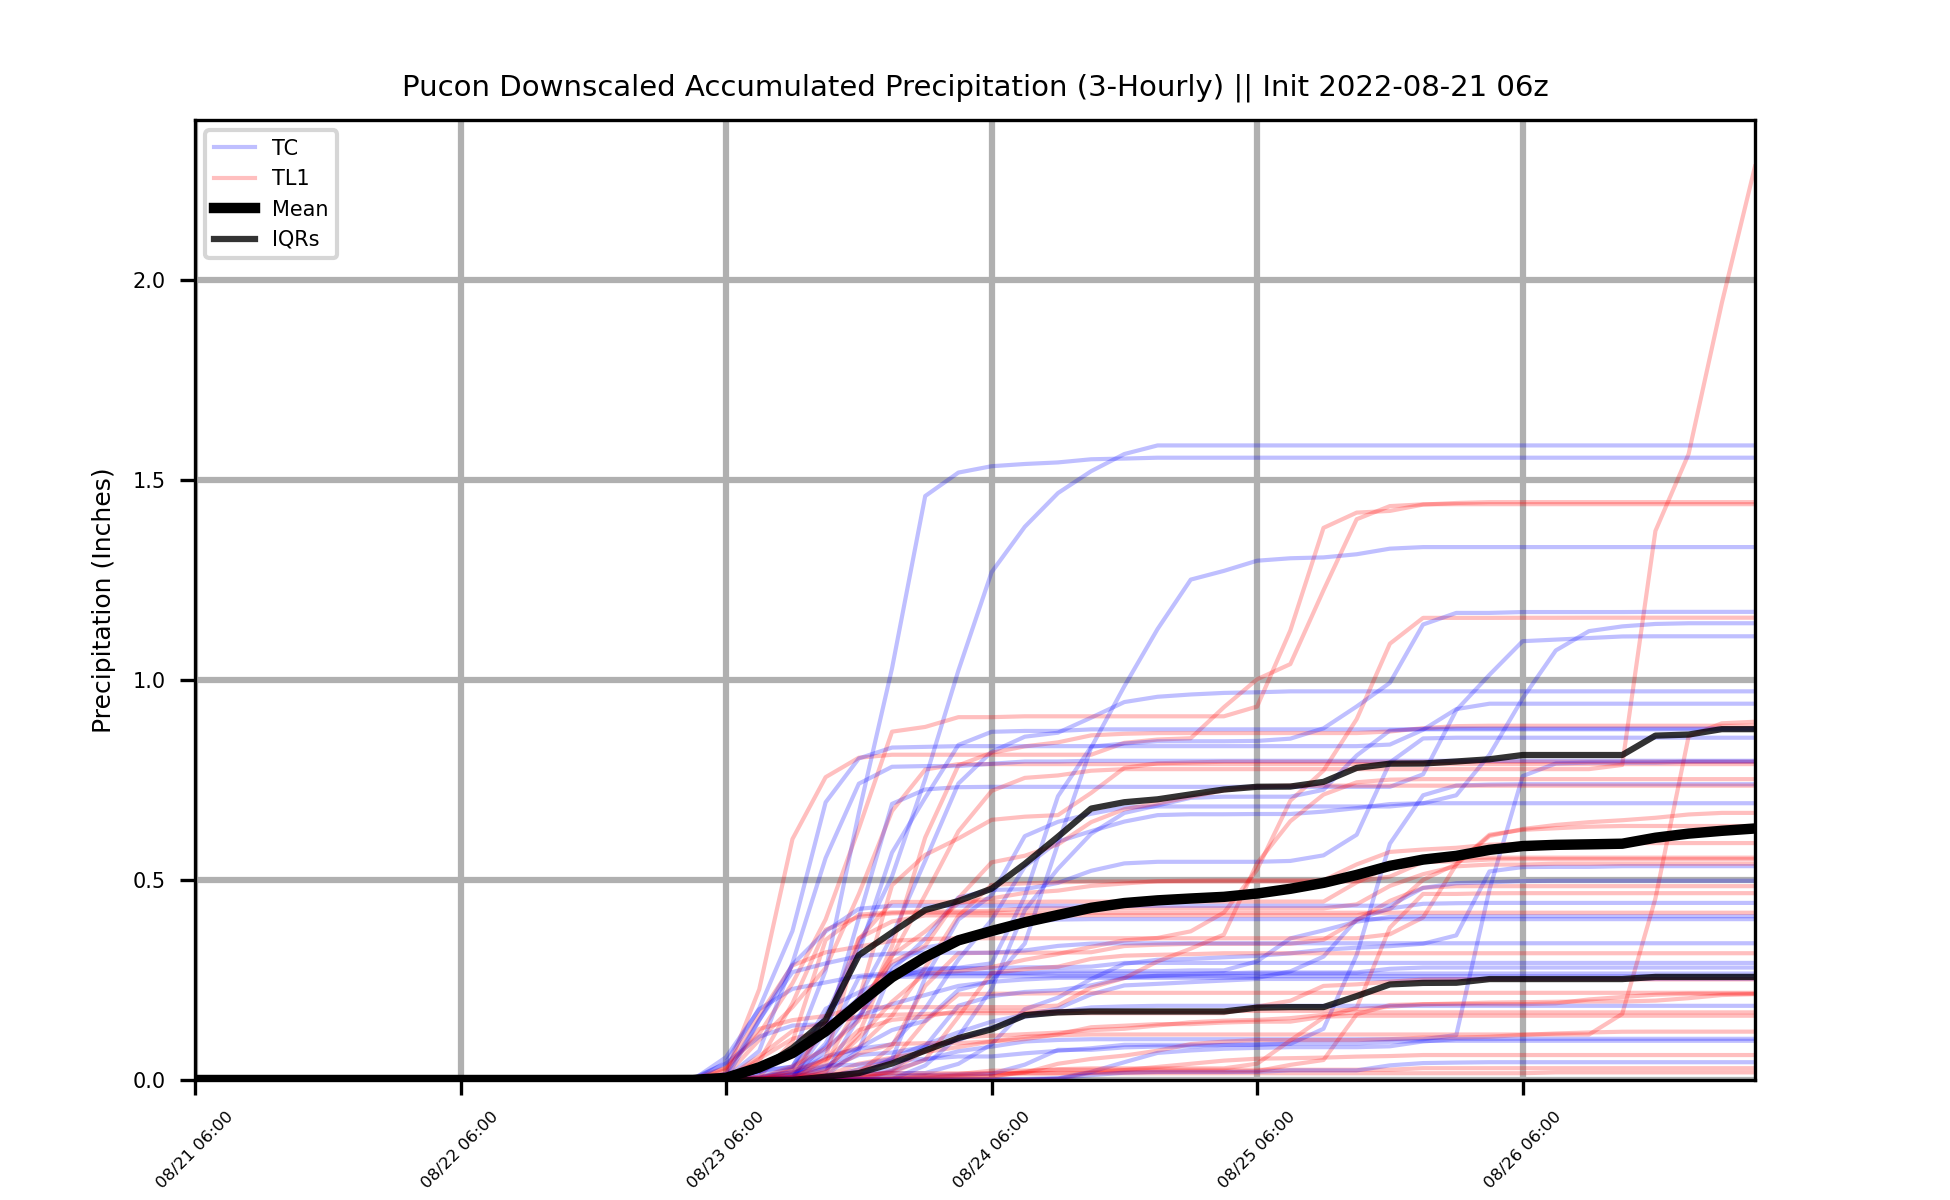 Pucon Downscaled Accumulated Precipitation (3-Hourly) || Init 2022-08-21 06z
TC
TL1
Mean
IQRs
Precipitation (Inches)
2.0
1.5
1.0
0.5
0.0
08/21 06:00
08/22 06:00
08/23 06:00
08/24 06:00
08/25 06:00
08/26 06:00